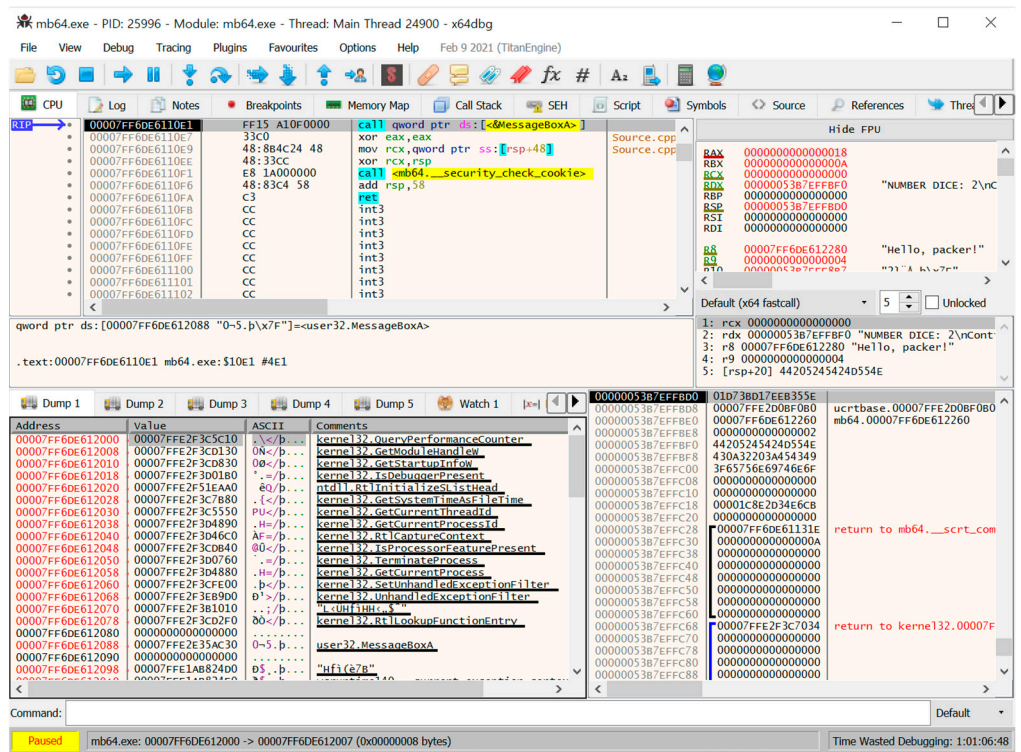 mb64.exe - PID: 25996 - Module: mb64.exe - Thread: Main Thread 24900 - x64dbg
File View Debug Tracing Plugins Favourites Options Help Feb 9 2021 (TitanEngine)
CPU Log Notes Breakpoints Memory Map Call Stack SEH Script Symbols Source References Threa
RIP 00007FF6DE6110E1 FF15 A10F0000 call qword ptr ds:[<&MessageBoxA>]
00007FF6DE6110E7 33C0 xor eax,eax Source.cpp
00007FF6DE6110E9 48:8B4C24 48 mov rcx,qword ptr ss:[rsp+48] Source.cpp
00007FF6DE6110EE 48:33CC xor rcx,rsp
00007FF6DE6110F1 E8 1A000000 call <mb64.__security_check_cookie>
00007FF6DE6110F6 48:83C4 58 add rsp,58
00007FF6DE6110FA C3 ret
00007FF6DE6110FB CC int3
00007FF6DE6110FC CC int3
00007FF6DE6110FD CC int3
00007FF6DE6110FE CC int3
00007FF6DE6110FF CC int3
00007FF6DE611100 CC int3
00007FF6DE611101 CC int3
00007FF6DE611102 CC int3
Hide FPU
RAX 0000000000000018
RBX 000000000000000A
RCX 0000000000000000
RDX 00000053B7EFFBF0 "NUMBER DICE: 2\nC
RBP 0000000000000000
RSP 00000053B7EFFBD0
RSI 0000000000000000
RDI 0000000000000000
R8 00007FF6DE612280 "Hello, packer!"
R9 0000000000000004
Default (x64 fastcall) 5 Unlocked
qword ptr ds:[00007FF6DE612088 "0¬5.þ\x7F"]=<user32.MessageBoxA>
.text:00007FF6DE6110E1 mb64.exe:$10E1 #4E1
1: rcx 0000000000000000
2: rdx 00000053B7EFFBF0 "NUMBER DICE: 2\nCont
3: r8 00007FF6DE612280 "Hello, packer!"
4: r9 0000000000000004
5: [rsp+20] 44205245424D554E
Dump 1 Dump 2 Dump 3 Dump 4 Dump 5 Watch 1 [x=]
Address Value ASCII Comments
00007FF6DE612000 00007FFE2F3C5C10 .\</þ... kernel32.QueryPerformanceCounter
00007FF6DE612008 00007FFE2F3CD130 0Ñ</þ... kernel32.GetModuleHandleW
00007FF6DE612010 00007FFE2F3CD830 0Ø</þ... kernel32.GetStartupInfoW
00007FF6DE612018 00007FFE2F3D01B0 °.=/þ... kernel32.IsDebuggerPresent
00007FF6DE612020 00007FFE2F51EAA0 êQ/þ... ntdll.RtlInitializeSListHead
00007FF6DE612028 00007FFE2F3C7B80 .{</þ... kernel32.GetSystemTimeAsFileTime
00007FF6DE612030 00007FFE2F3C5550 PU</þ... kernel32.GetCurrentThreadId
00007FF6DE612038 00007FFE2F3D4890 .H=/þ... kernel32.GetCurrentProcessId
00007FF6DE612040 00007FFE2F3D46C0 ÀF=/þ... kernel32.RtlCaptureContext
00007FF6DE612048 00007FFE2F3CDB40 @Û</þ... kernel32.IsProcessorFeaturePresent
00007FF6DE612050 00007FFE2F3D0760 `.=/þ... kernel32.TerminateProcess
00007FF6DE612058 00007FFE2F3D4880 .H=/þ... kernel32.GetCurrentProcess
00007FF6DE612060 00007FFE2F3CFE00 .þ</þ... kernel32.SetUnhandledExceptionFilter
00007FF6DE612068 00007FFE2F3EB9D0 Ð¹>/þ... kernel32.UnhandledExceptionFilter
00007FF6DE612070 00007FFE2F3B1010 ..;/þ...
00007FF6DE612078 00007FFE2F3CD2F0 ðÒ</þ... kernel32.RtlLookupFunctionEntry
00007FF6DE612080 0000000000000000 ........
00007FF6DE612088 00007FFE2E35AC30 0¬5.þ... user32.MessageBoxA
00007FF6DE612090 0000000000000000 ........
00007FF6DE612098 00007FFE1AB824D0 Ð$¸.þ...
00000053B7EFFBD0 01D73BD17EEB355E
00000053B7EFFBD8 00007FFE2D0BF0B0 ucrtbase.00007FFE2D0BF0B0
00000053B7EFFBE0 00007FF6DE612260 mb64.00007FF6DE612260
00000053B7EFFBE8 0000000000000002
00000053B7EFFBF0 44205245424D554E
00000053B7EFFBF8 430A32203A454349
00000053B7EFFC00 3F65756E69746E6F
00000053B7EFFC08 0000000000000000
00000053B7EFFC10 0000000000000000
00000053B7EFFC18 00001C8E2D34E6CB
00000053B7EFFC20 0000000000000000
00000053B7EFFC28 00007FF6DE61131E return to mb64.__scrt_com
00000053B7EFFC30 000000000000000A
00000053B7EFFC38 0000000000000000
00000053B7EFFC40 0000000000000000
00000053B7EFFC48 0000000000000000
00000053B7EFFC50 0000000000000000
00000053B7EFFC58 0000000000000000
00000053B7EFFC60 0000000000000000
00000053B7EFFC68 00007FFE2F3C7034 return to kernel32.00007F
00000053B7EFFC70 0000000000000000
00000053B7EFFC78 0000000000000000
00000053B7EFFC80 0000000000000000
00000053B7EFFC88 0000000000000000
Command: Default
Paused mb64.exe: 00007FF6DE612000 -> 00007FF6DE612007 (0x00000008 bytes) Time Wasted Debugging: 1:01:06:48